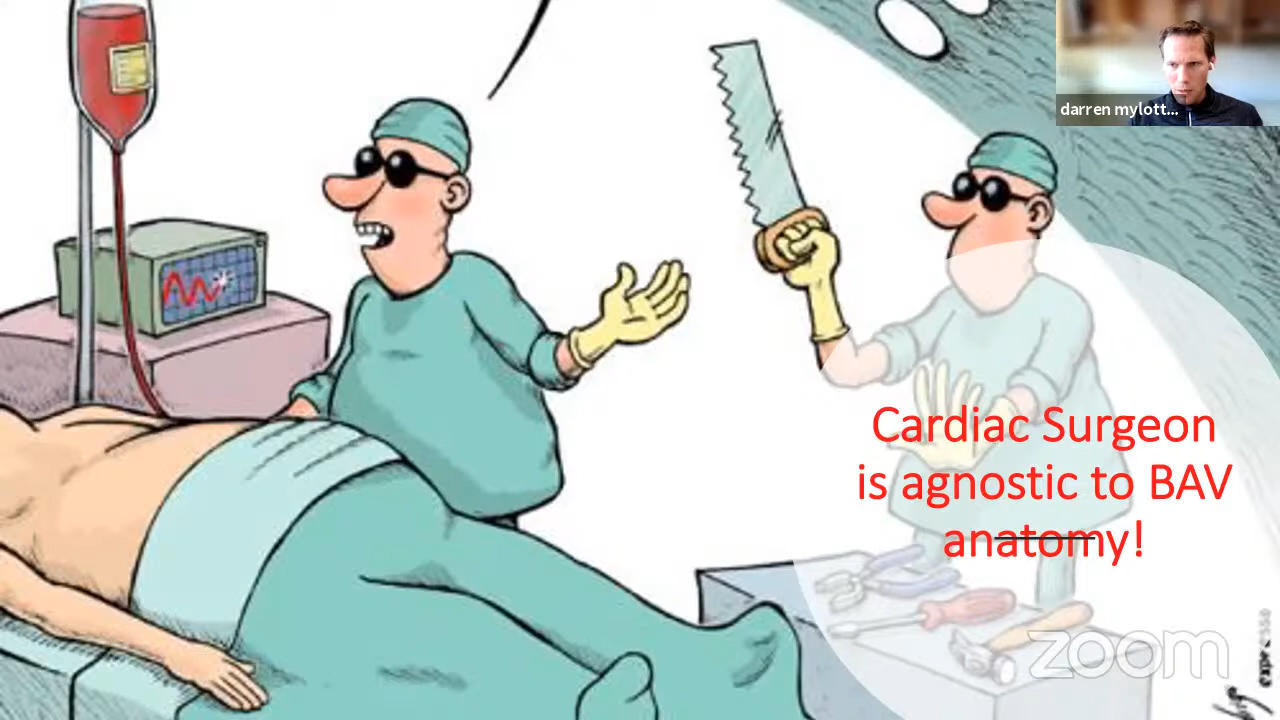 darren mylott...
Cardiac Surgeon
is agnostic to BAV
anatomy!
zoom